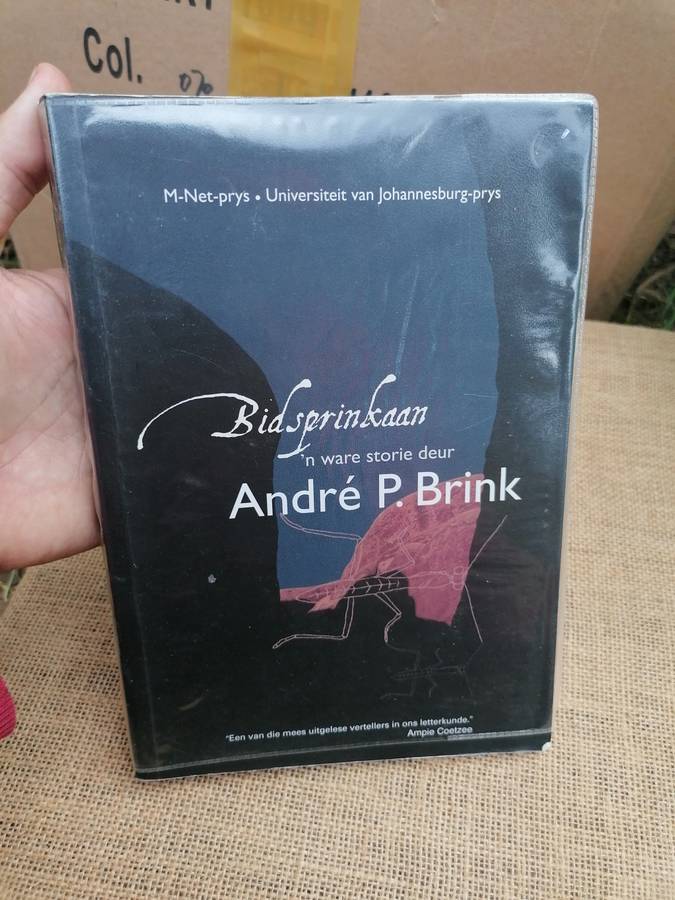 Col. 070
M-Net-prys • Universiteit van Johannesburg-prys
Bidsprinkaan
'n ware storie deur
André P. Brink
"Een van die mees uitgelese vertellers in ons letterkunde."
Ampie Coetzee